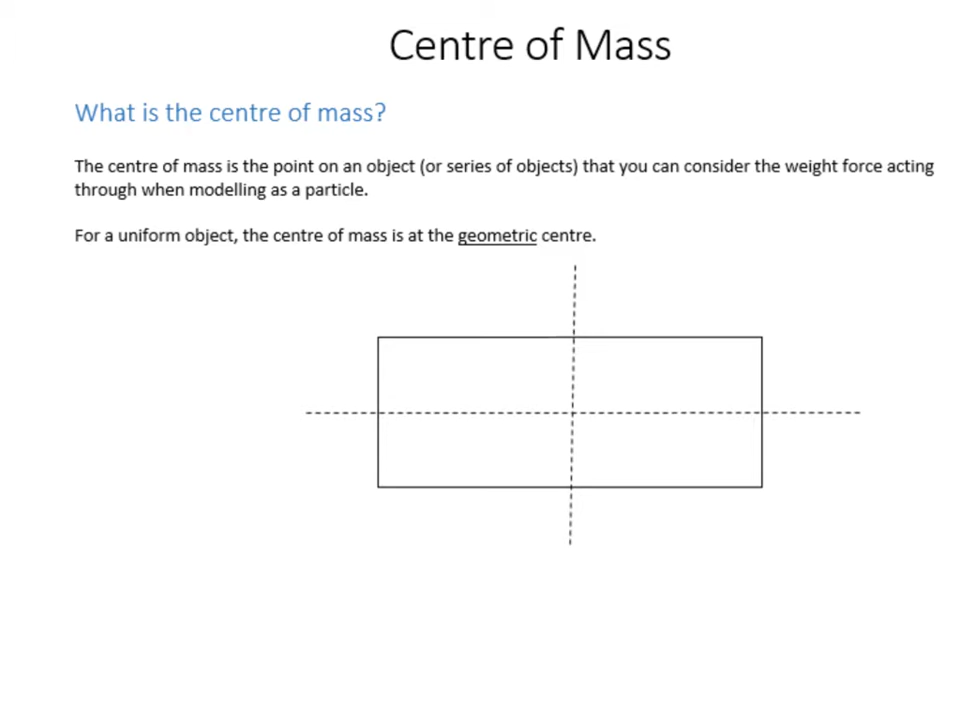 Centre of Mass
What is the centre of mass?
The centre of mass is the point on an object (or series of objects) that you can consider the weight force acting
through when modelling as a particle.
For a uniform object, the centre of mass is at the geometric centre.